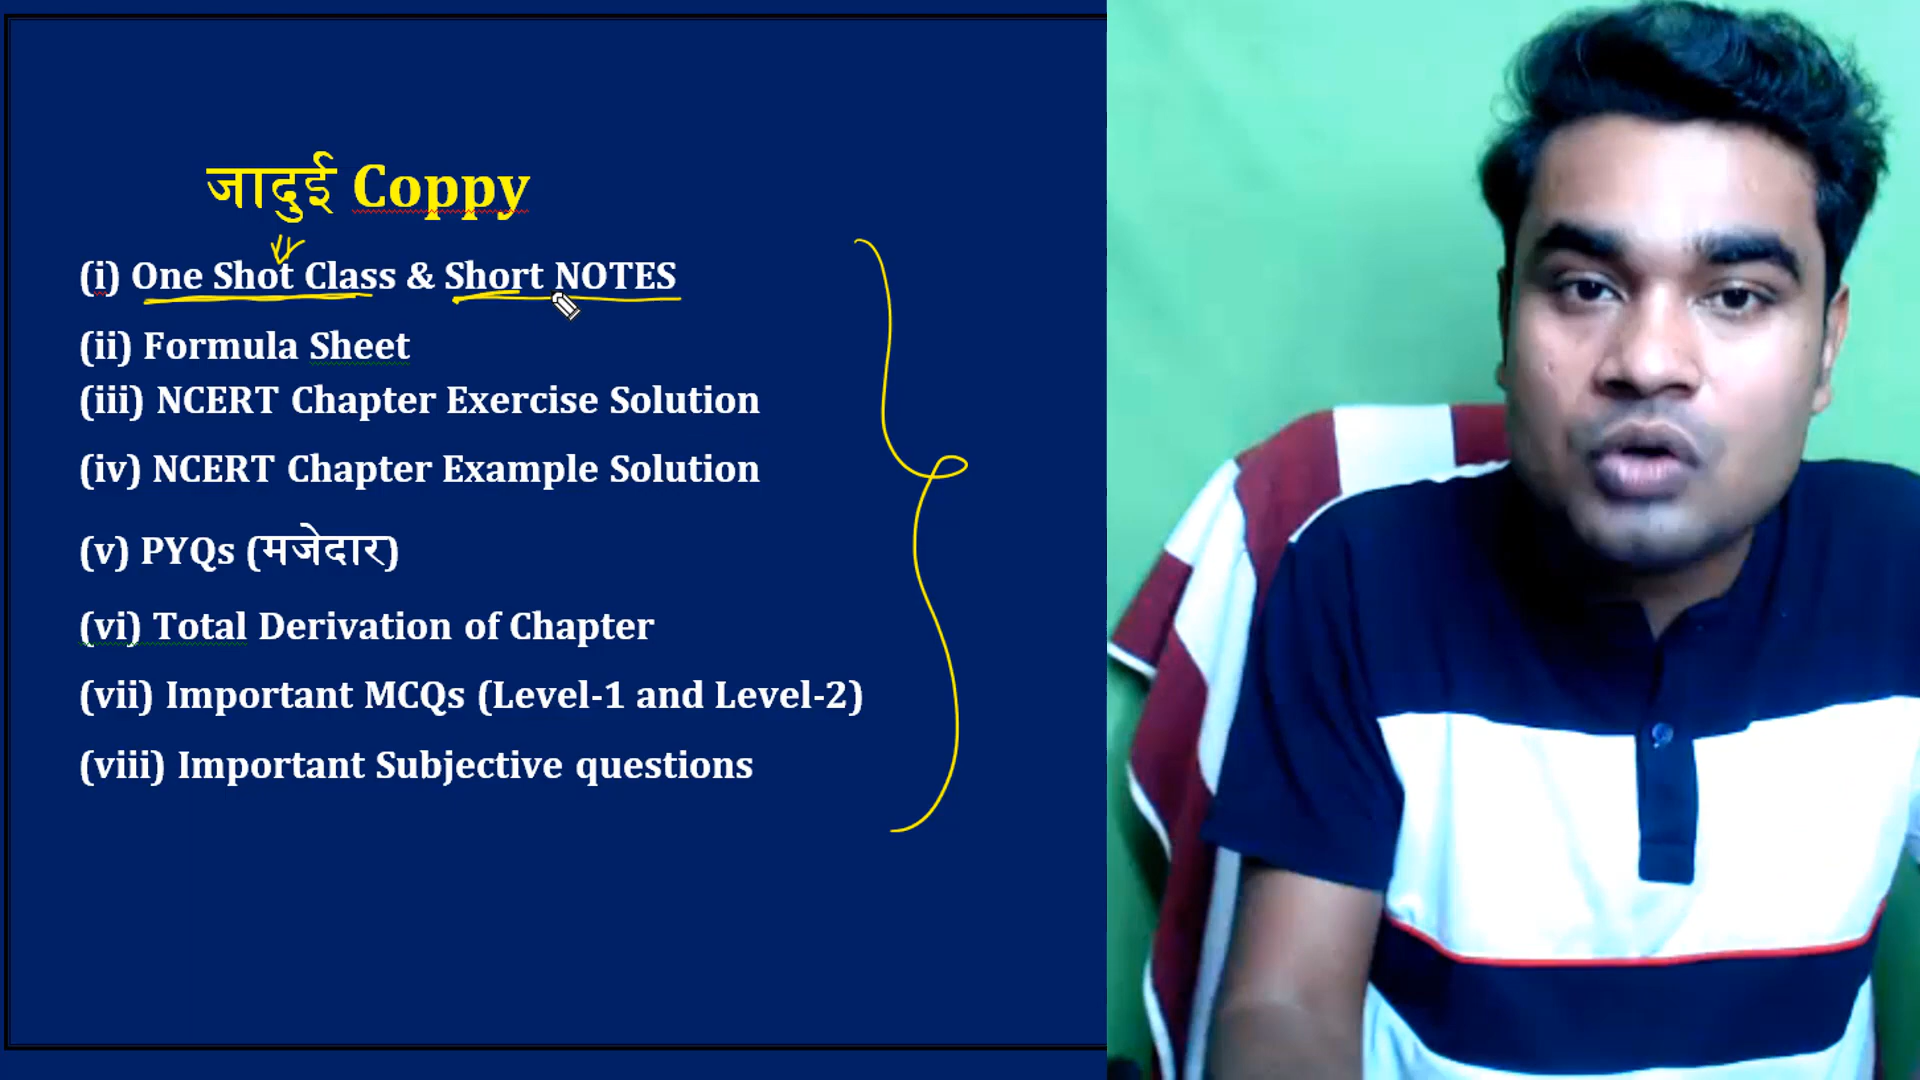 जादुई Coppy
(i) One Shot Class & Short NOTES
(ii) Formula Sheet
(iii) NCERT Chapter Exercise Solution
(iv) NCERT Chapter Example Solution
(v) PYQs (मजेदार)
(vi) Total Derivation of Chapter
(vii) Important MCQs (Level-1 and Level-2)
(viii) Important Subjective questions